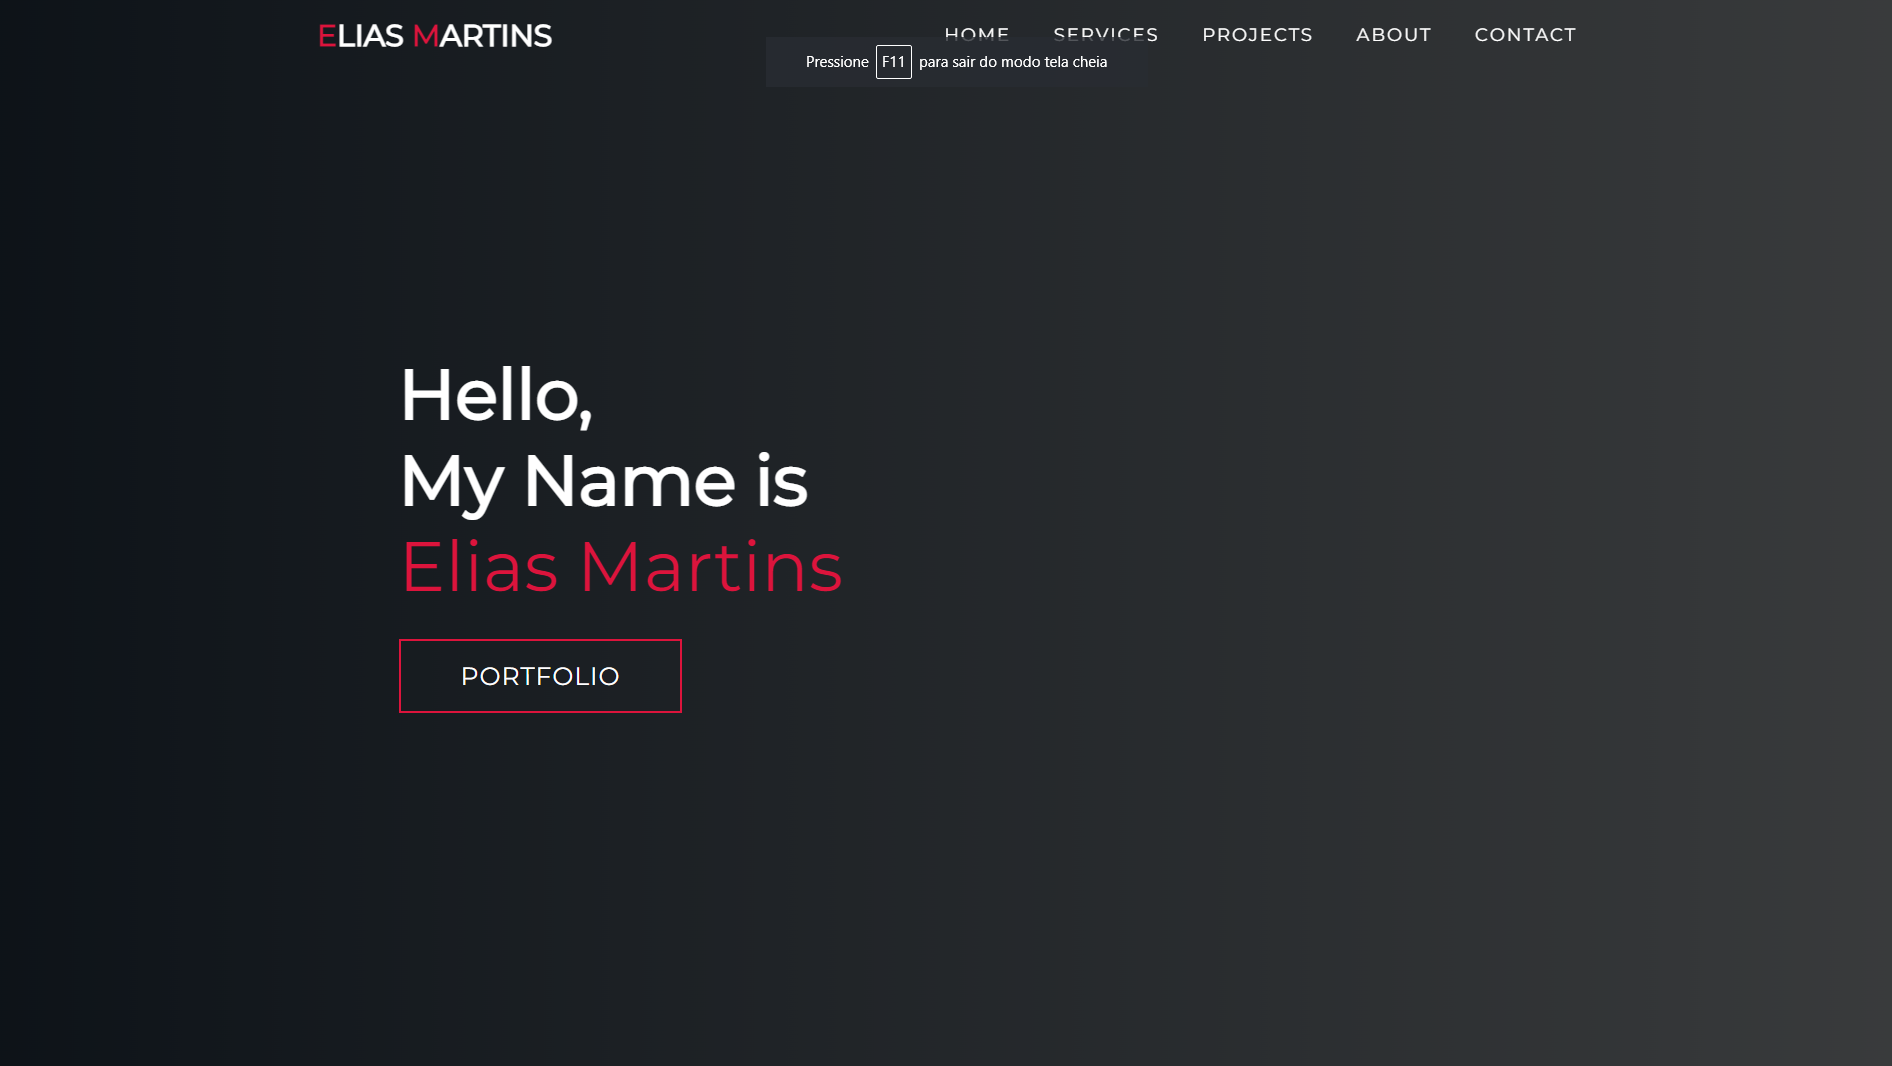 ELIAS MARTINS
HOME SERVICES PROJECTS ABOUT CONTACT
Pressione F11 para sair do modo tela cheia
Hello,
My Name is
Elias Martins
PORTFOLIO